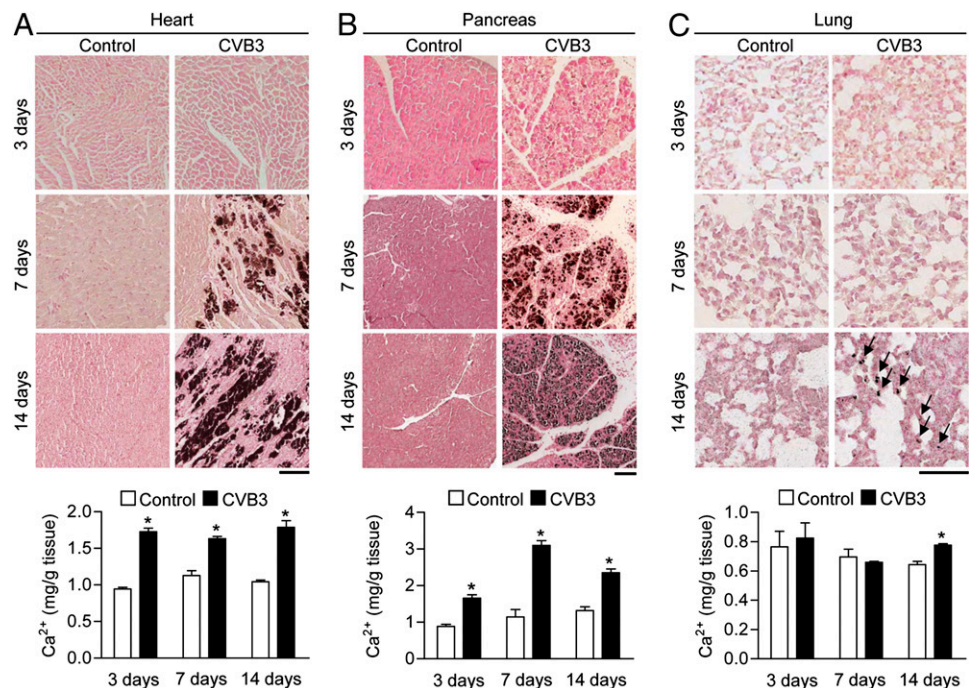 A Heart
Control CVB3
3 days
7 days
14 days
Control CVB3
Ca2+ (mg/g tissue)
2.0
1.5
1.0
0.5
0
* * *
3 days 7 days 14 days
B Pancreas
Control CVB3
3 days
7 days
14 days
Control CVB3
Ca2+ (mg/g tissue)
4
3
2
1
0
* * *
3 days 7 days 14 days
C Lung
Control CVB3
3 days
7 days
14 days
Control CVB3
Ca2+ (mg/g tissue)
0.8
0.6
0.4
0.2
0.0
*
3 days 7 days 14 days